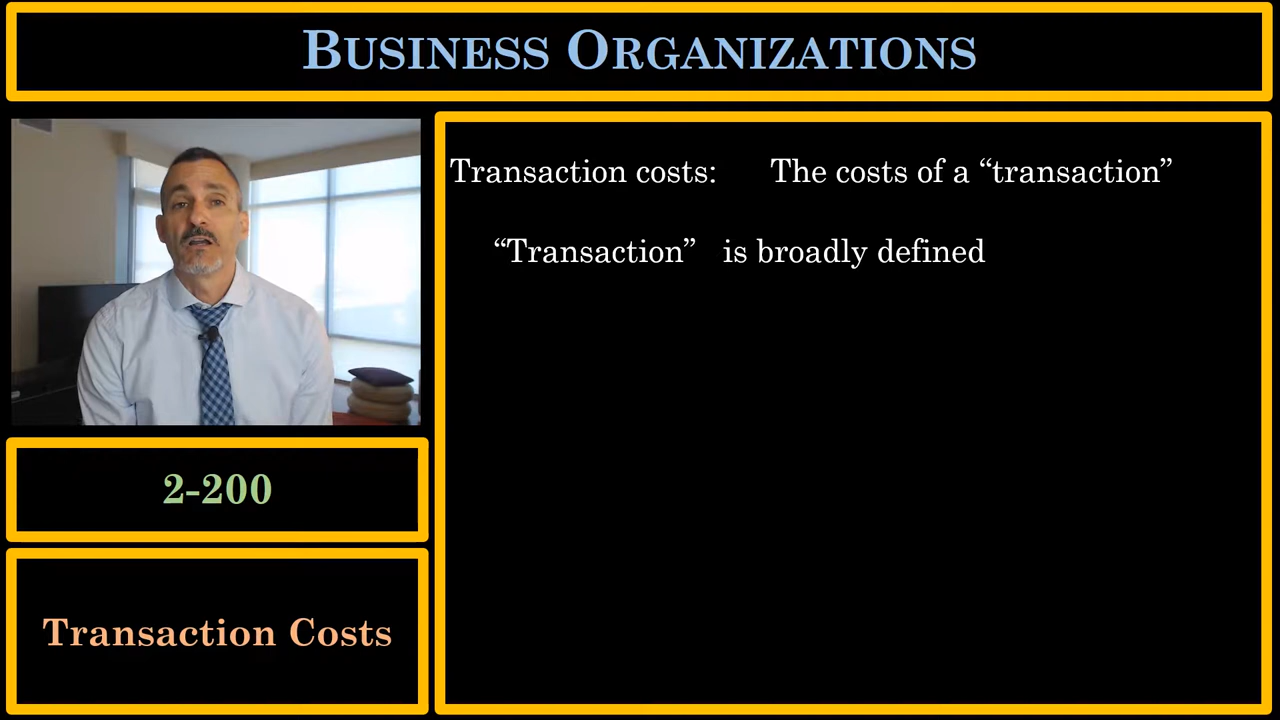 BUSINESS ORGANIZATIONS
Transaction costs: The costs of a “transaction”
“Transaction” is broadly defined
2-200
Transaction Costs